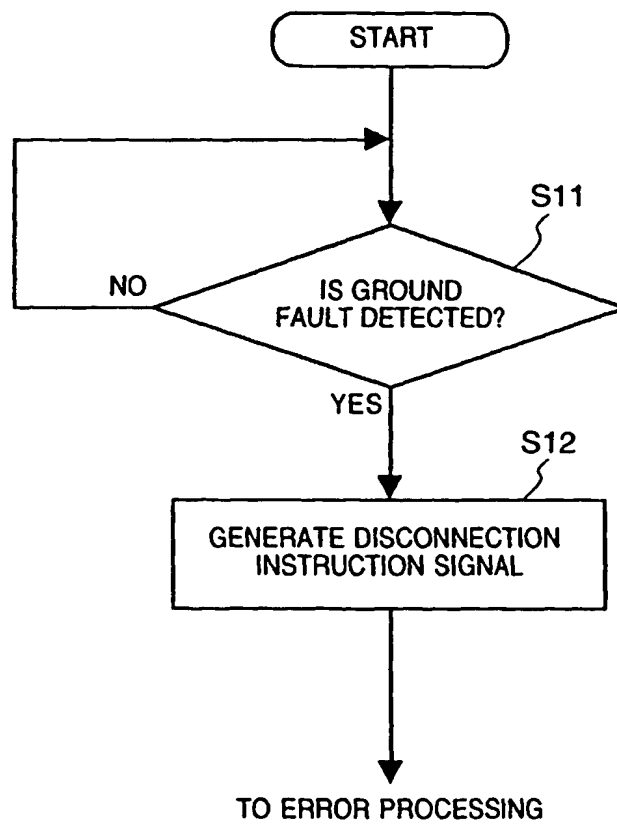 START
S11
NO
IS GROUND
FAULT DETECTED?
YES
S12
GENERATE DISCONNECTION
INSTRUCTION SIGNAL
TO ERROR PROCESSING